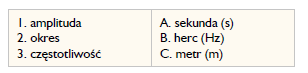 1. amplituda
2. okres
3. częstotliwość
A. sekunda (s)
B. herc (Hz)
C. metr (m)